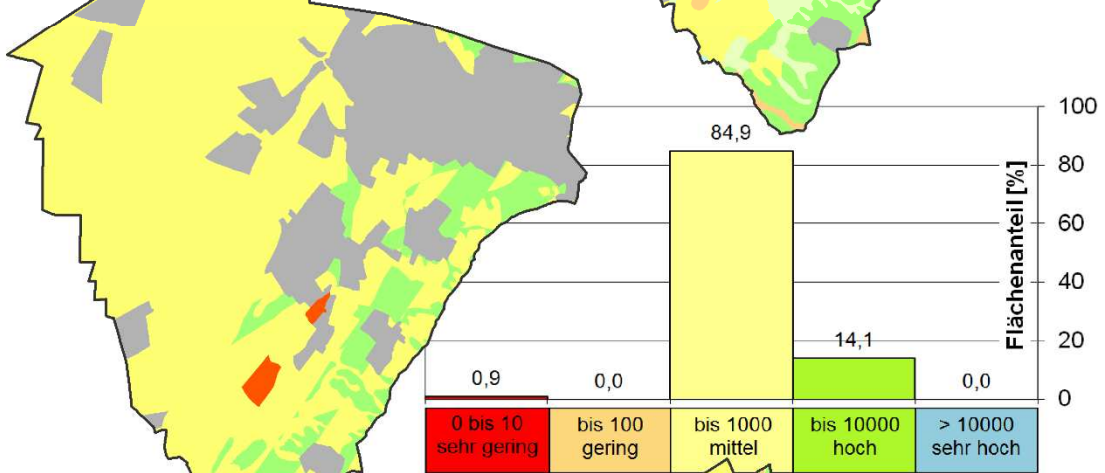 100
84,9
80
60
40
20
0
Flächenanteil [%]
14,1
0,9
0,0
0,0
0 bis 10
sehr gering
bis 100
gering
bis 1000
mittel
bis 10000
hoch
> 10000
sehr hoch